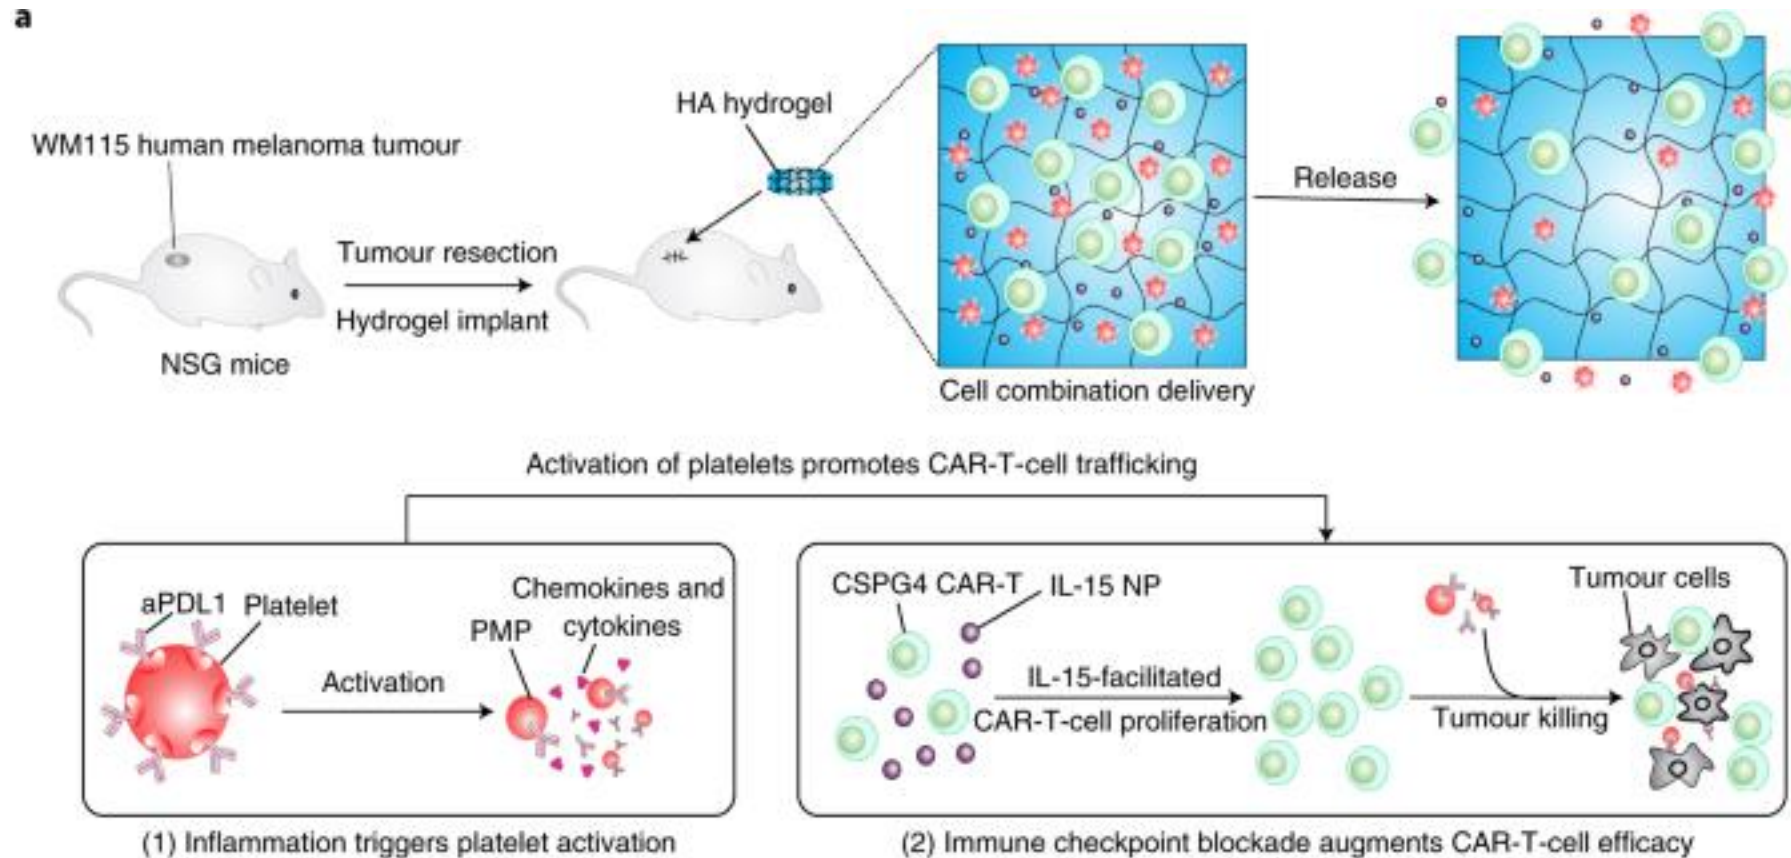 a
WM115 human melanoma tumour
HA hydrogel
Tumour resection
Hydrogel implant
NSG mice
Cell combination delivery
Release
Activation of platelets promotes CAR-T-cell trafficking
aPDL1
Platelet
Activation
PMP
Chemokines and
cytokines
(1) Inflammation triggers platelet activation
CSPG4 CAR-T
IL-15 NP
IL-15-facilitated
CAR-T-cell proliferation
Tumour killing
Tumour cells
(2) Immune checkpoint blockade augments CAR-T-cell efficacy